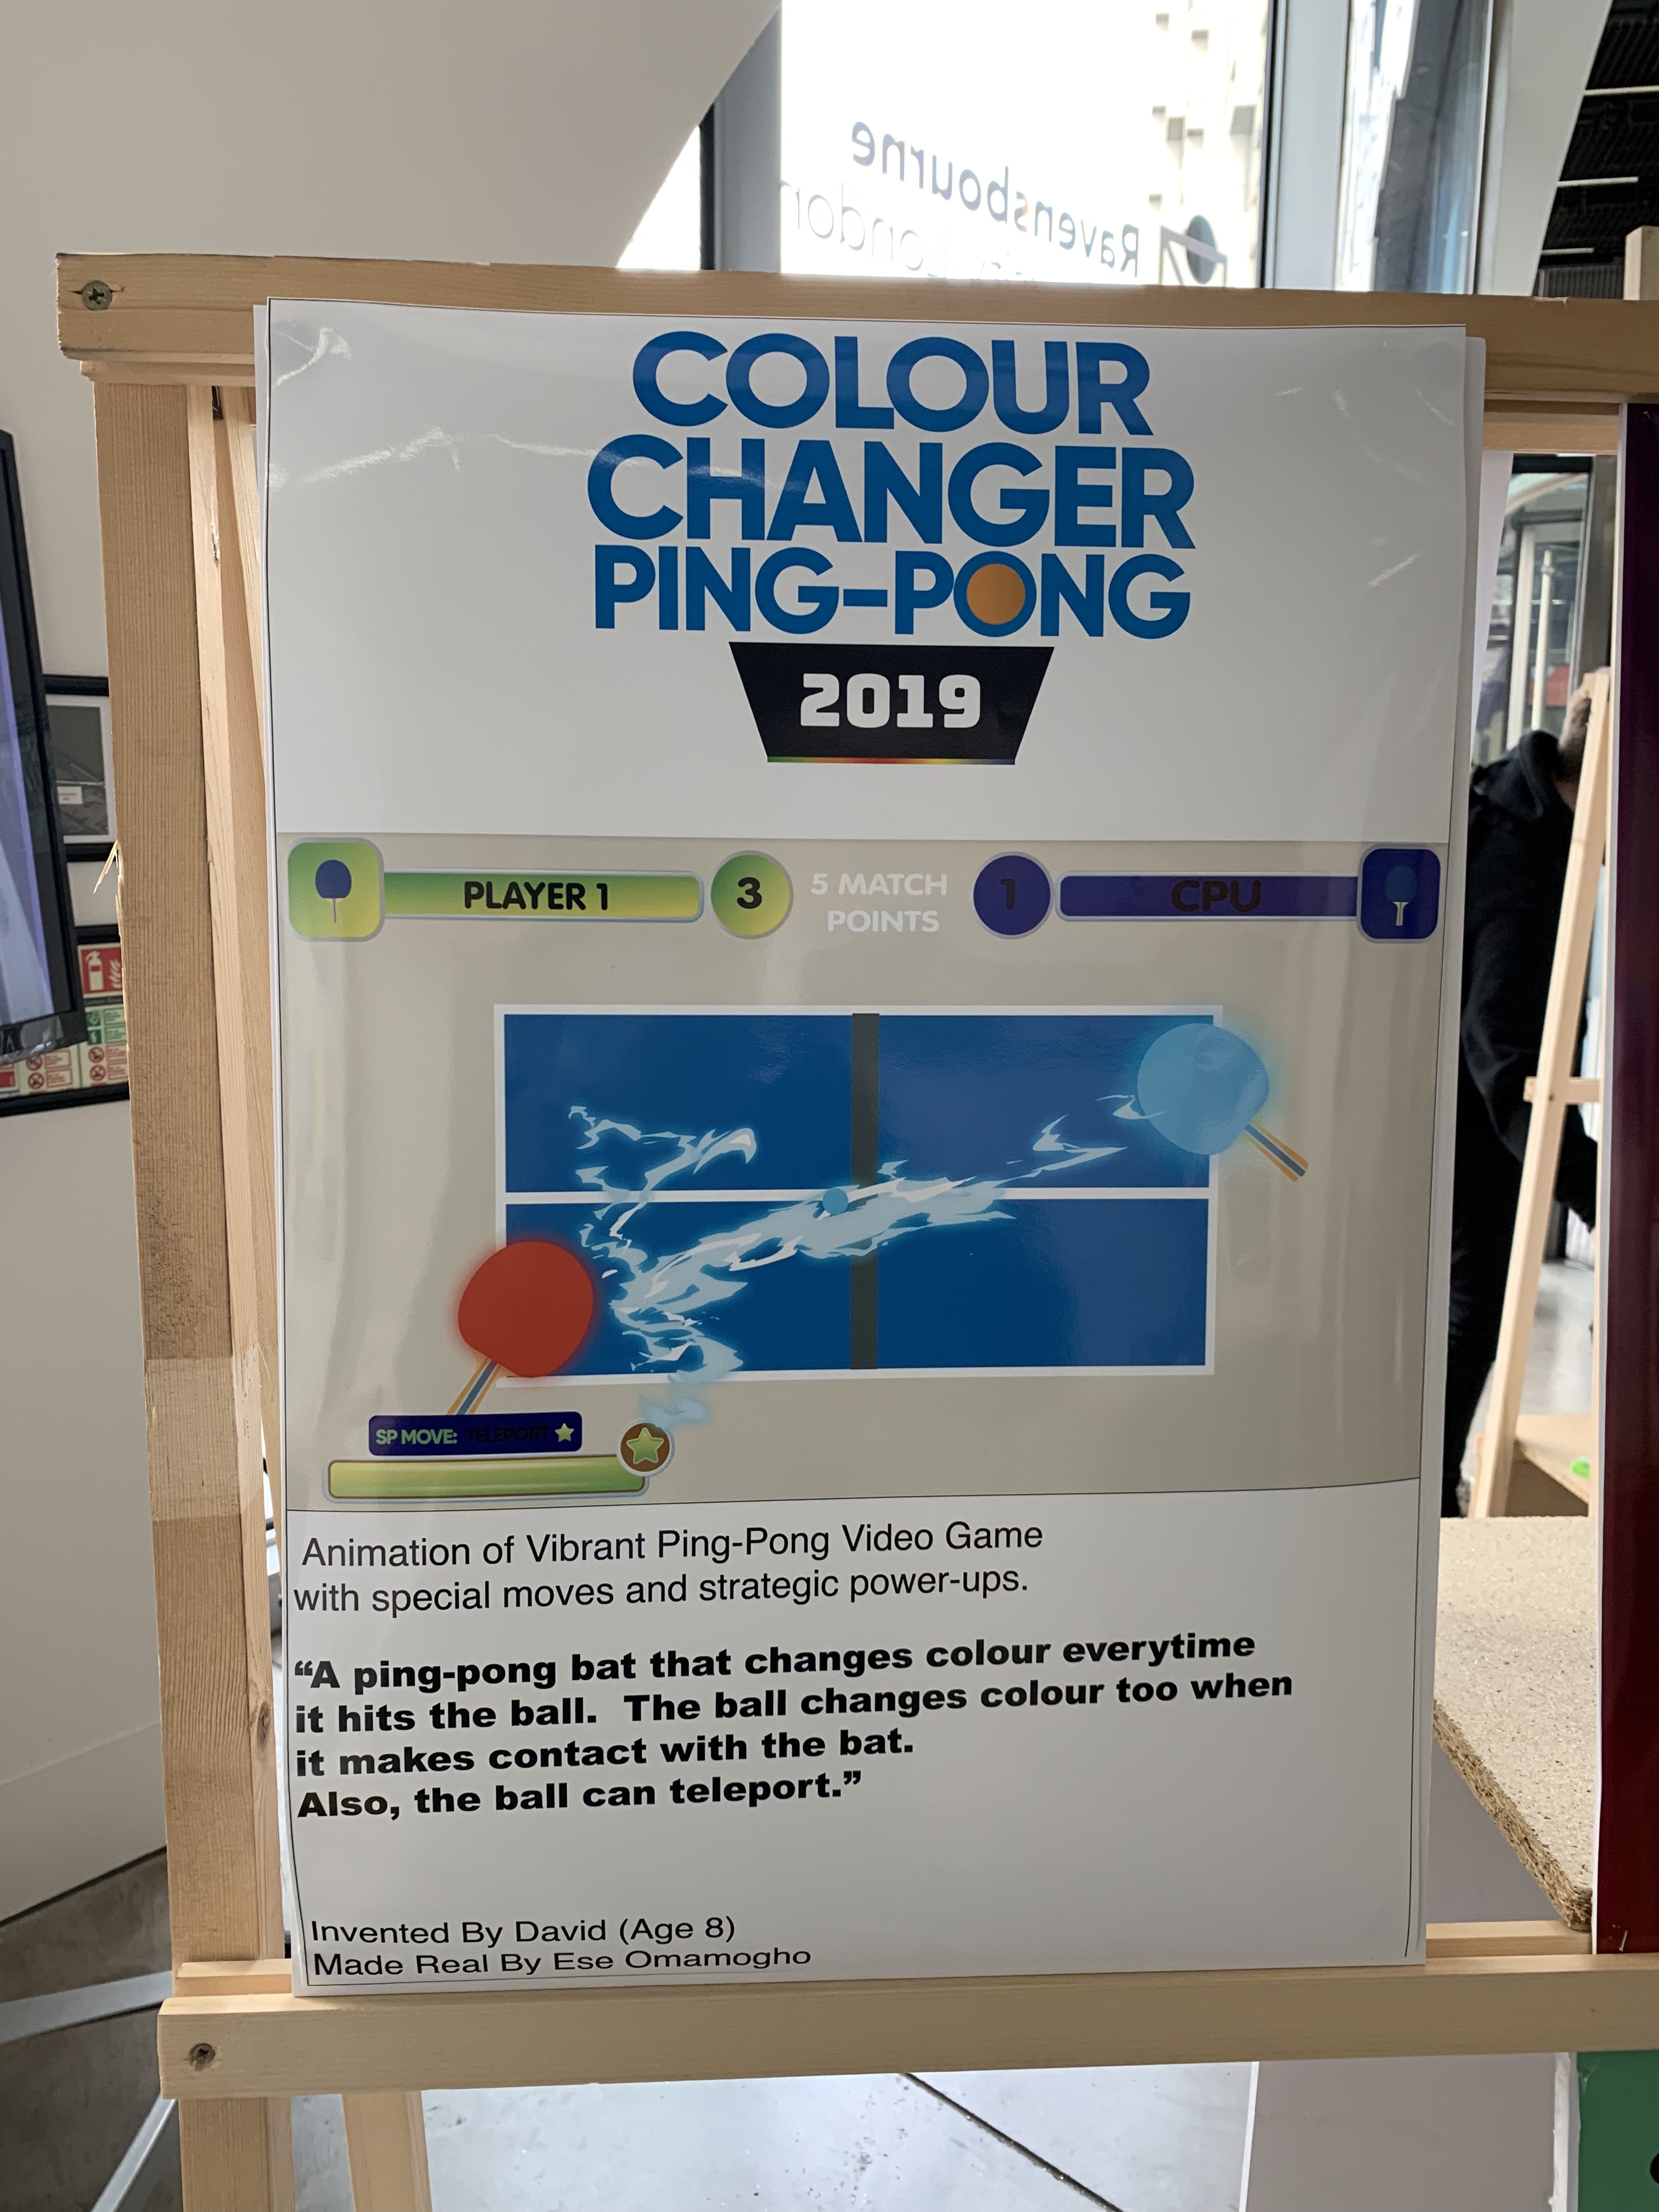 Ravensbourne
London
COLOUR
CHANGER
PING-PONG
2019
PLAYER 1
3
5 MATCH
POINTS
1
CPU
SP MOVE: TELEPORT
Animation of Vibrant Ping-Pong Video Game
with special moves and strategic power-ups.
“A ping-pong bat that changes colour everytime
it hits the ball. The ball changes colour too when
it makes contact with the bat.
Also, the ball can teleport.”
Invented By David (Age 8)
Made Real By Ese Omamogho